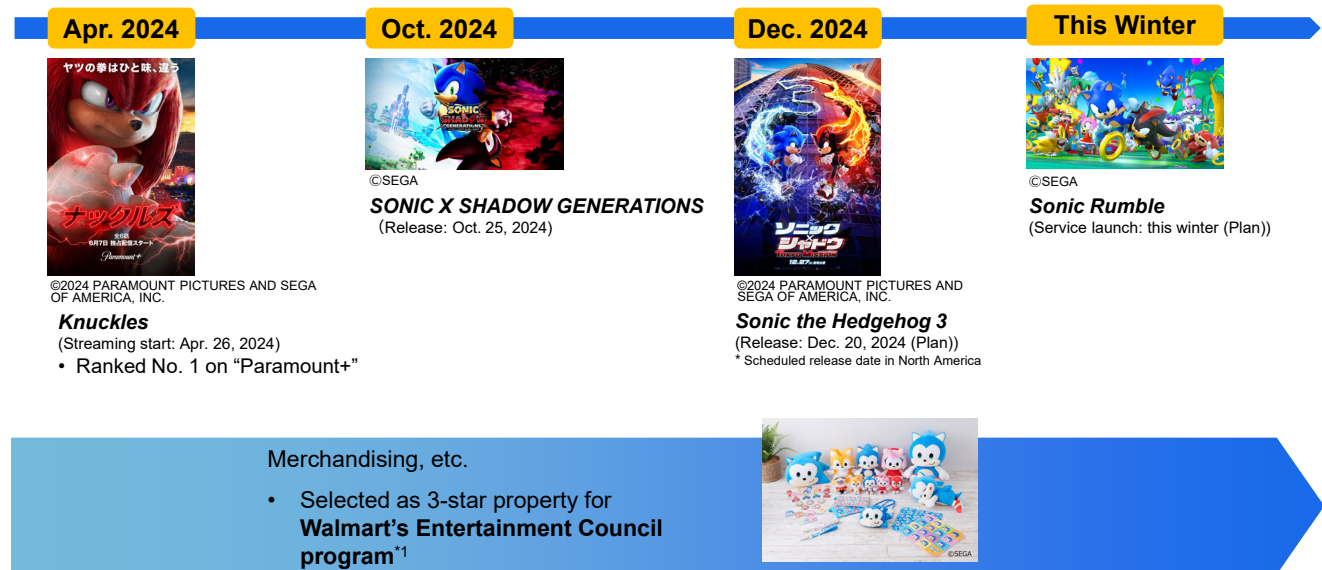 Apr. 2024
Oct. 2024
Dec. 2024
This Winter
ヤツの拳はひと味、違う
ナックルズ
全6話
6月7日 独占配信スタート
Paramount+
©2024 PARAMOUNT PICTURES AND SEGA
OF AMERICA, INC.
Knuckles
(Streaming start: Apr. 26, 2024)
• Ranked No. 1 on “Paramount+”
SONIC
SHADOW
GENERATIONS
©SEGA
SONIC X SHADOW GENERATIONS
(Release: Oct. 25, 2024)
3
ソニック
×
シャドウ
TOKYO MISSION
12.27
©2024 PARAMOUNT PICTURES AND
SEGA OF AMERICA, INC.
Sonic the Hedgehog 3
(Release: Dec. 20, 2024 (Plan))
* Scheduled release date in North America
©SEGA
Sonic Rumble
(Service launch: this winter (Plan))
Merchandising, etc.
• Selected as 3-star property for
Walmart’s Entertainment Council
program*1
©SEGA